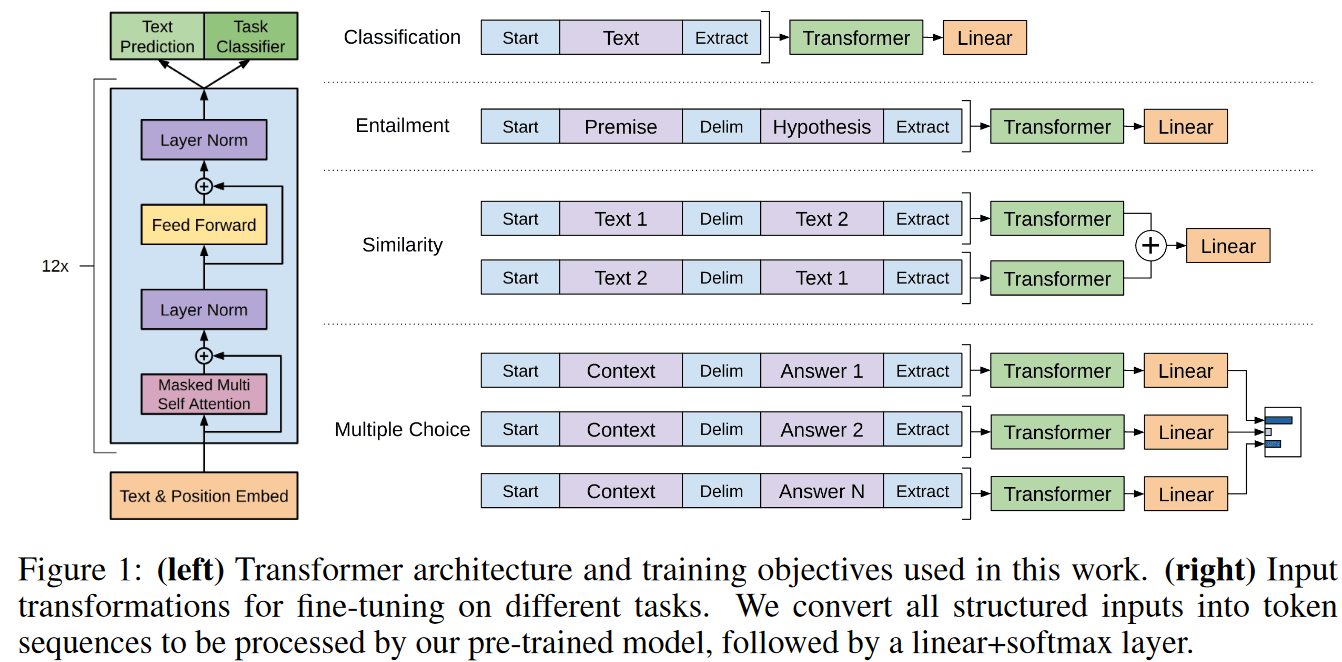 Text
Prediction
Task
Classifier
12x
Layer Norm
+
Feed Forward
Layer Norm
+
Masked Multi
Self Attention
Text & Position Embed
Classification
Start Text Extract Transformer Linear
Entailment
Start Premise Delim Hypothesis Extract Transformer Linear
Similarity
Start Text 1 Delim Text 2 Extract Transformer
+ Linear
Start Text 2 Delim Text 1 Extract Transformer
Multiple Choice
Start Context Delim Answer 1 Extract Transformer Linear
Start Context Delim Answer 2 Extract Transformer Linear
Start Context Delim Answer N Extract Transformer Linear
Figure 1: (left) Transformer architecture and training objectives used in this work. (right) Input
transformations for fine-tuning on different tasks. We convert all structured inputs into token
sequences to be processed by our pre-trained model, followed by a linear+softmax layer.